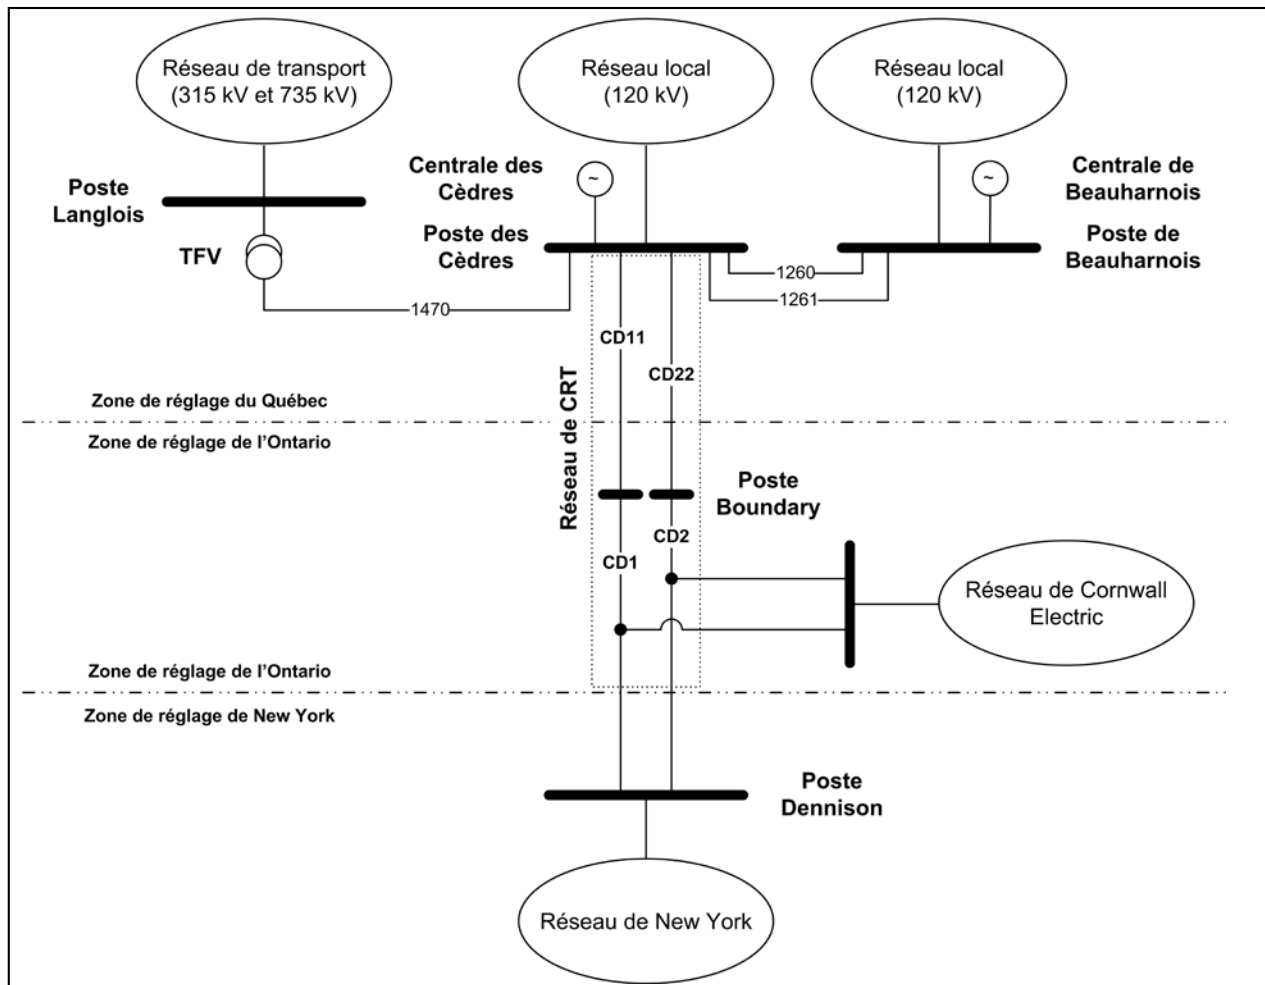 Réseau de transport
(315 kV et 735 kV)
Réseau local
(120 kV)
Réseau local
(120 kV)
Centrale des
Cèdres
~
~
Centrale de
Beauharnois
Poste
Langlois
TFV
Poste des
Cèdres
Poste de
Beauharnois
1260
1261
1470
CD11
CD22
Réseau de CRT
Zone de réglage du Québec
Zone de réglage de l'Ontario
Poste
Boundary
CD2
CD1
Réseau de Cornwall
Electric
Zone de réglage de l'Ontario
Zone de réglage de New York
Poste
Dennison
Réseau de New York